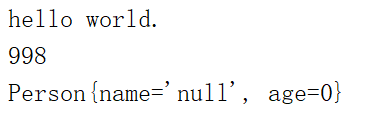 hello world.
998
Person{name='null', age=0}